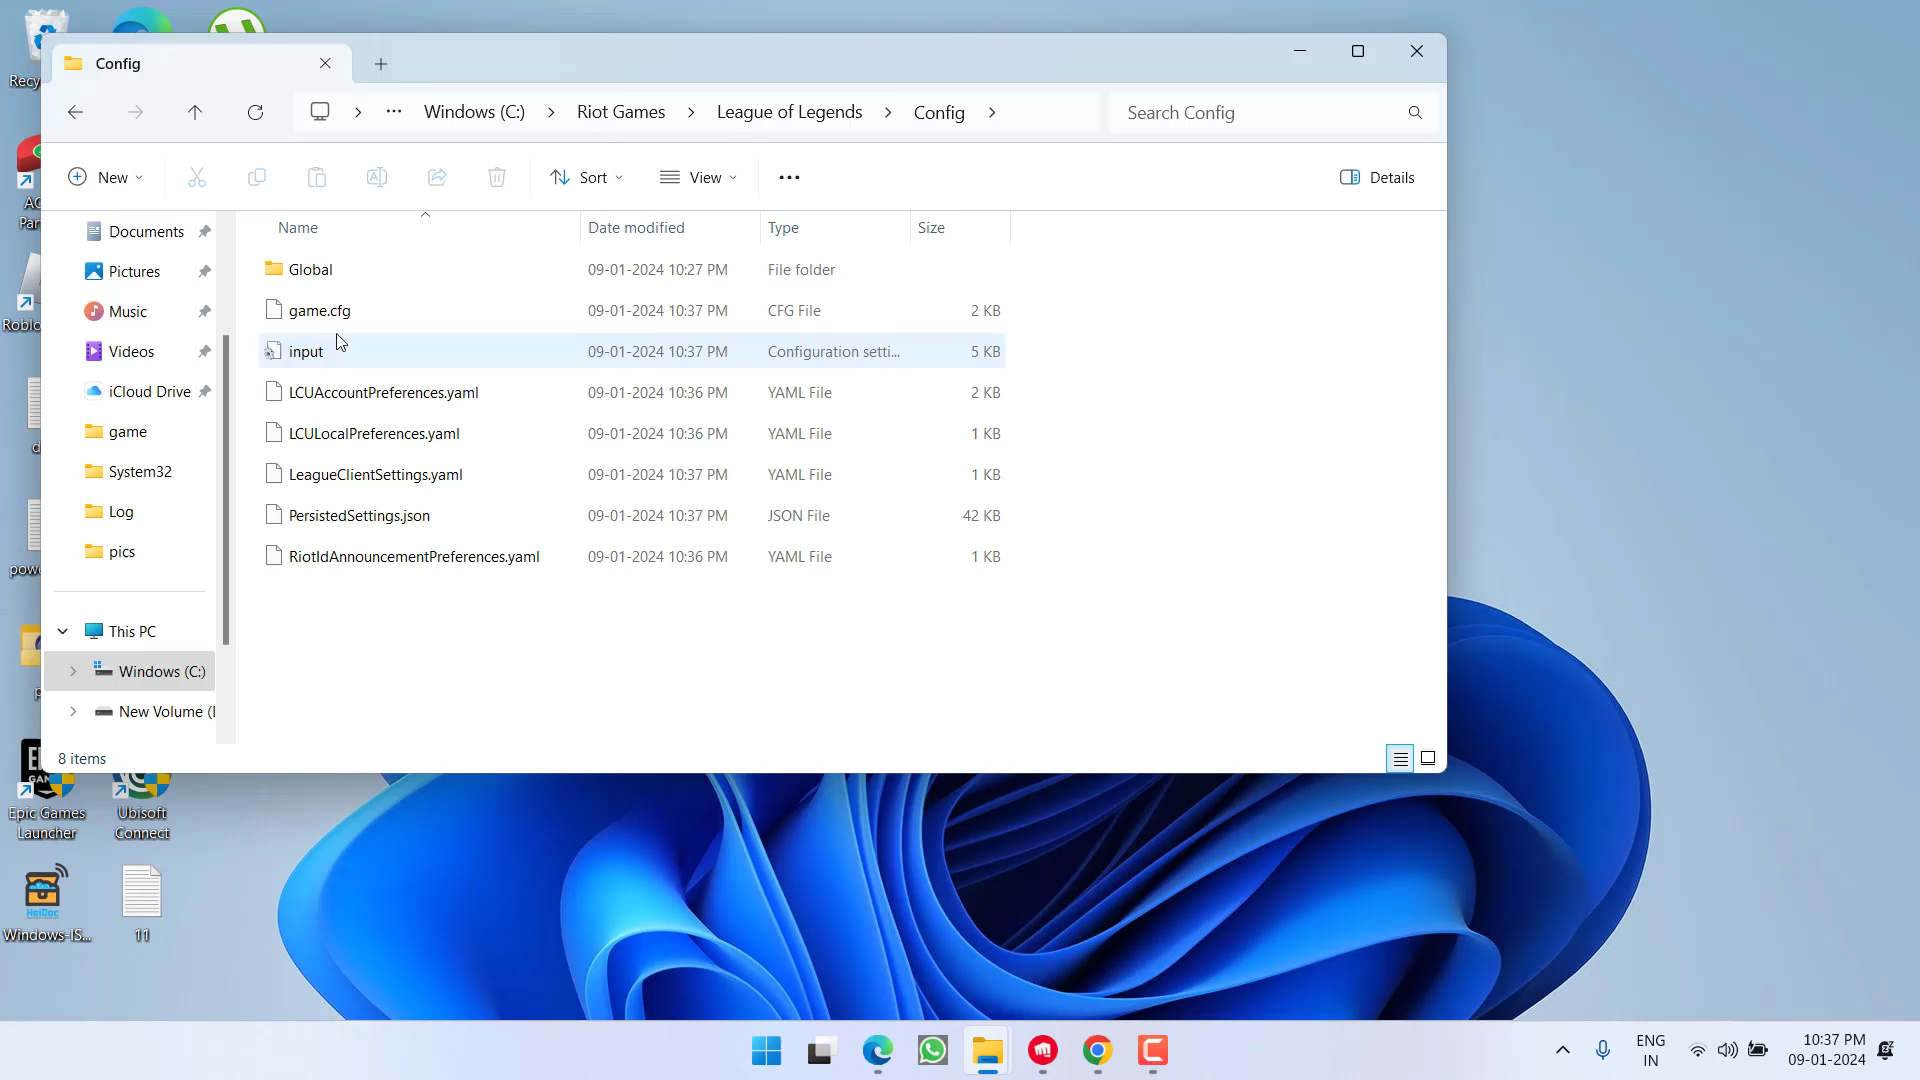 Config
Windows (C:)
Riot Games
League of Legends
Config
Search Config
New
Sort
View
Details
Name
Date modified
Type
Size
Documents
Pictures
Music
Videos
iCloud Drive
game
System32
Log
pics
This PC
Windows (C:)
New Volume (
Global 09-01-2024 10:27 PM File folder
game.cfg 09-01-2024 10:37 PM CFG File 2 KB
input 09-01-2024 10:37 PM Configuration setti... 5 KB
LCUAccountPreferences.yaml 09-01-2024 10:36 PM YAML File 2 KB
LCULocalPreferences.yaml 09-01-2024 10:36 PM YAML File 1 KB
LeagueClientSettings.yaml 09-01-2024 10:37 PM YAML File 1 KB
PersistedSettings.json 09-01-2024 10:37 PM JSON File 42 KB
RiotIdAnnouncementPreferences.yaml 09-01-2024 10:36 PM YAML File 1 KB
8 items
Recy
AC
Par
Roblo
pow
Epic Games
Launcher
Ubisoft
Connect
HeiDoc
Windows-IS...
11
ENG
IN
10:37 PM
09-01-2024